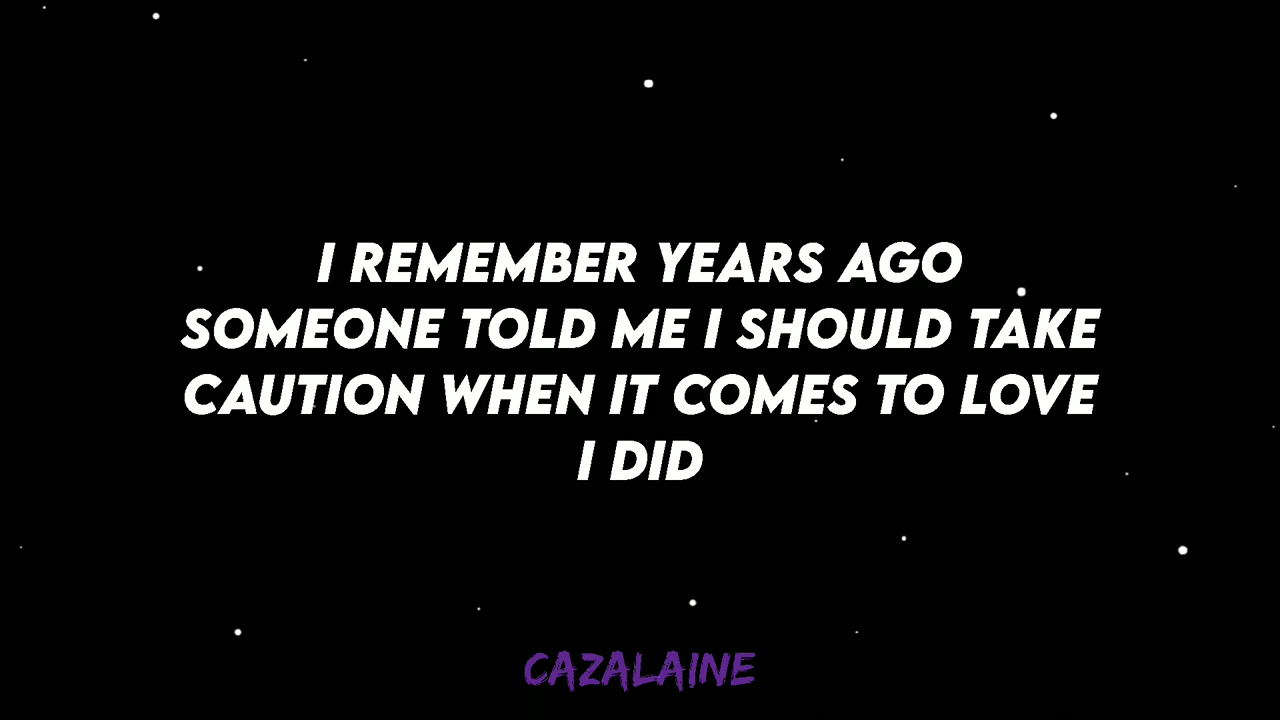 I REMEMBER YEARS AGO
SOMEONE TOLD ME I SHOULD TAKE
CAUTION WHEN IT COMES TO LOVE
I DID
CAZALAINE